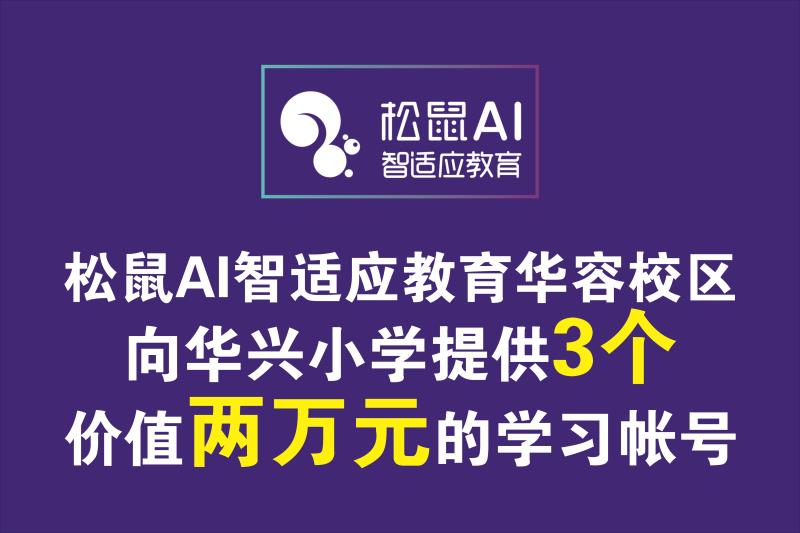 松鼠AI
智适应教育
松鼠AI智适应教育华容校区
向华兴小学提供3个
价值两万元的学习帐号